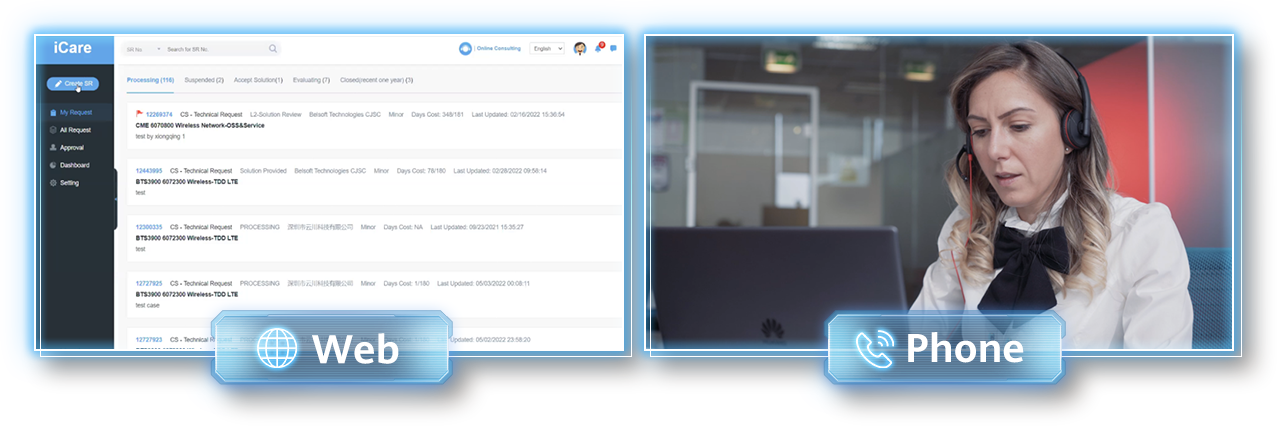 iCare
SR No. Search for SR No. Online Consulting English
Create SR
My Request
All Request
Approval
Dashboard
Setting
Processing (116) Suspended (2) Accept Solution(1) Evaluating (7) Closed(recent one year) (3)
12269374 CS - Technical Request L2-Solution Review Belsoft Technologies CJSC Minor Days Cost: 348/181 Last Updated: 02/16/2022 15:38:54
CME 6070800 Wireless Network-OSS&Service
test by xiongqing 1
12443995 CS - Technical Request Solution Provided Belsoft Technologies CJSC Minor Days Cost: 78/180 Last Updated: 02/28/2022 09:58:14
BTS3900 6072300 Wireless-TDD LTE
test
12300335 CS - Technical Request PROCESSING 深圳市云川科技有限公司 Minor Days Cost: NA Last Updated: 09/23/2021 15:35:27
BTS3900 6072300 Wireless-TDD LTE
test
12727925 CS - Technical Request PROCESSING 深圳市云川科技有限公司 Minor Days Cost: 1/180 Last Updated: 05/03/2022 00:08:11
BTS3900 6072300 Wireless-TDD LTE
test case
12727923 CS - Technical Updated: 05/02/2022 23:58:20
Web
Phone